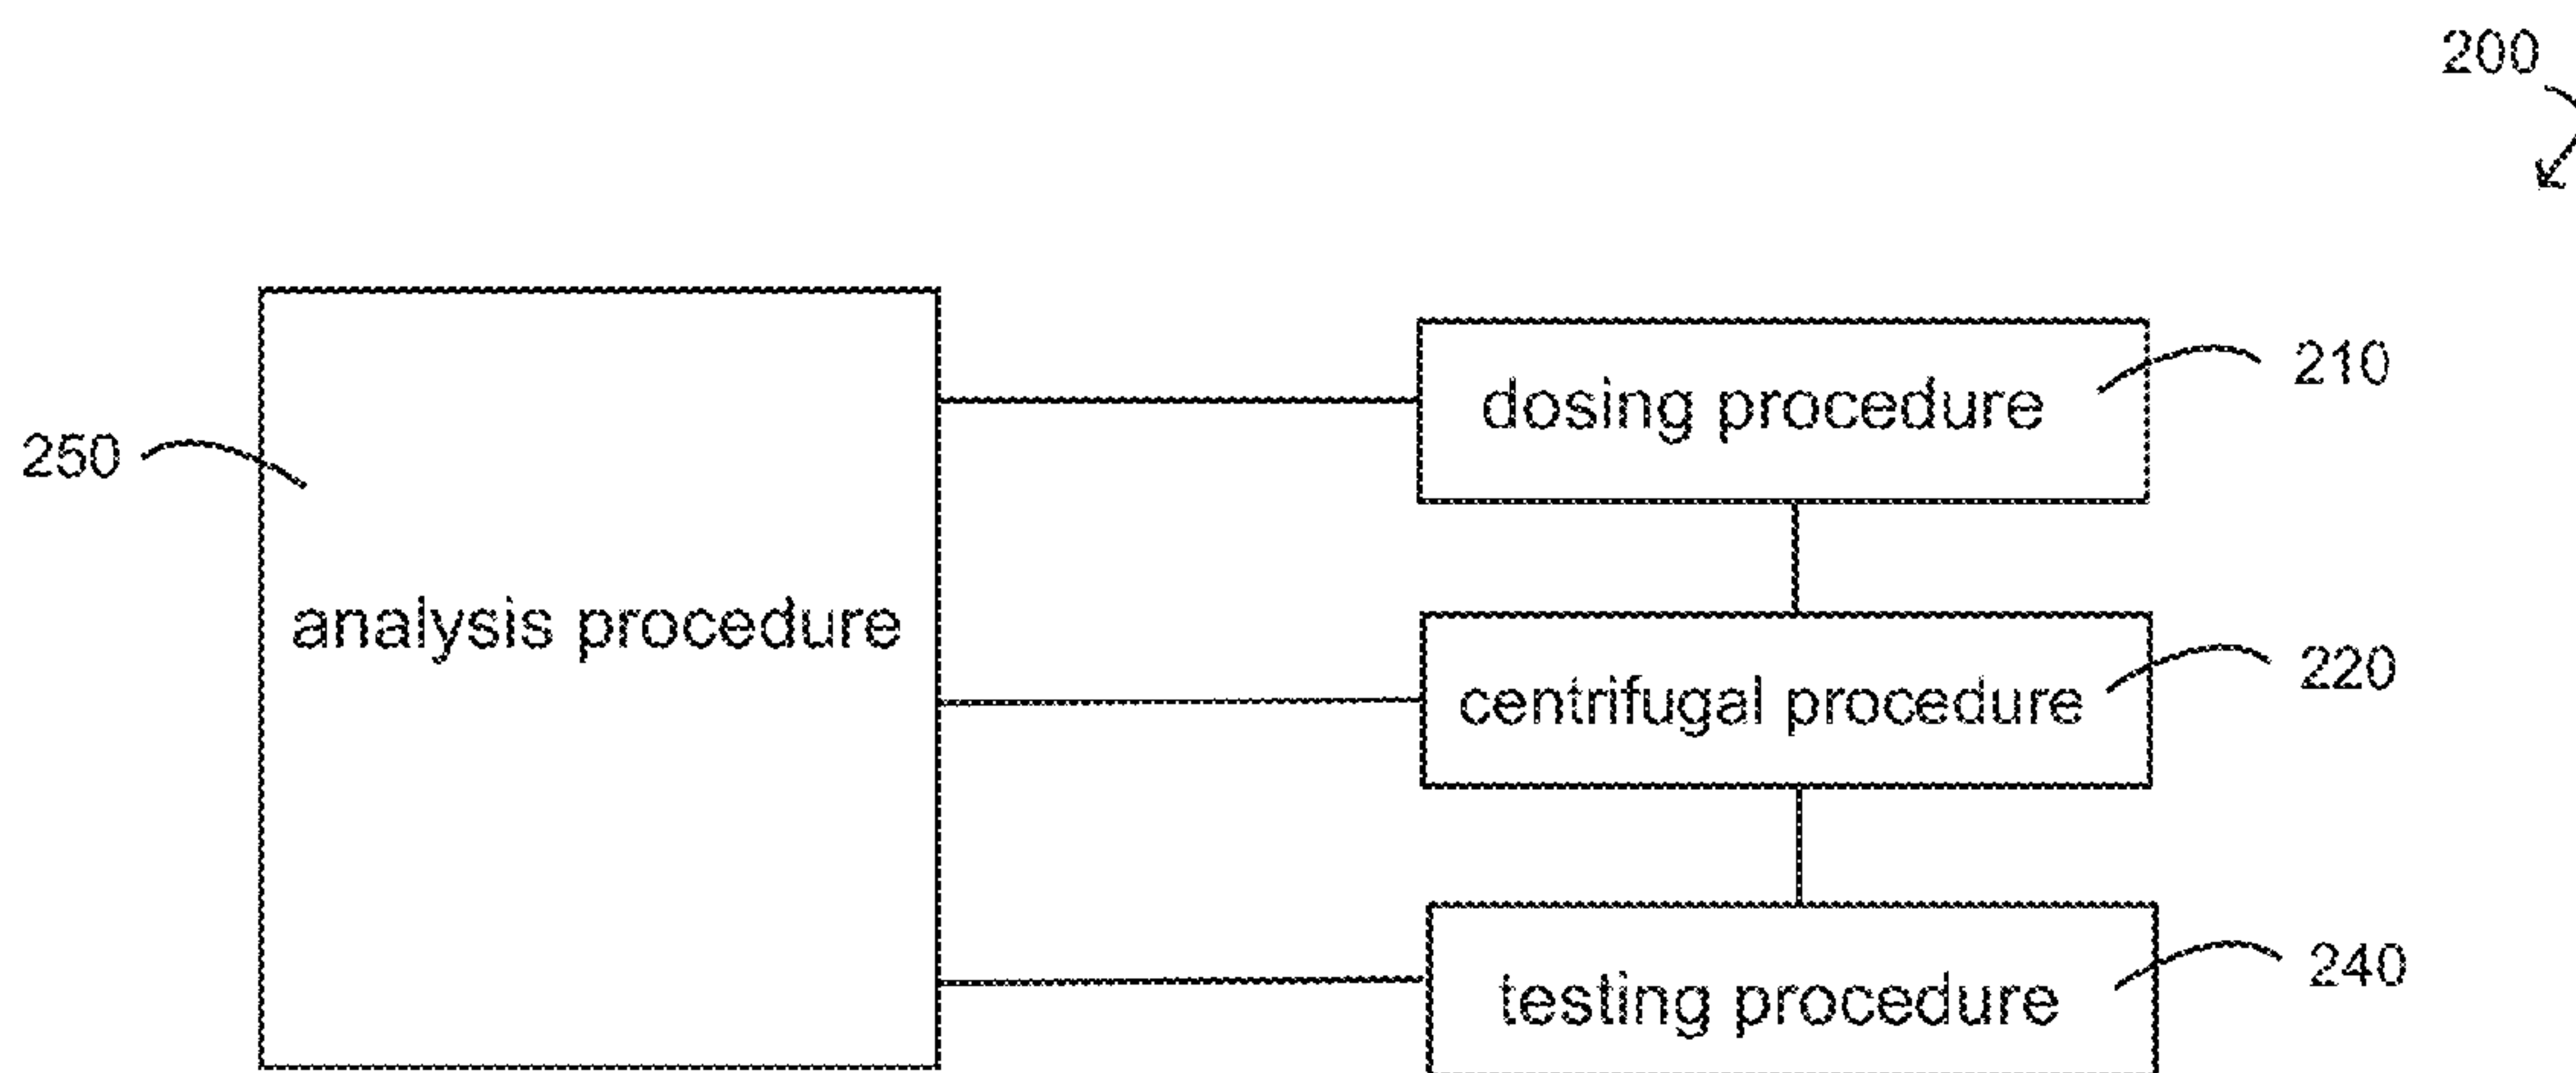 200
210
dosing procedure
250
analysis procedure
220
centrifugal procedure
240
testing procedure